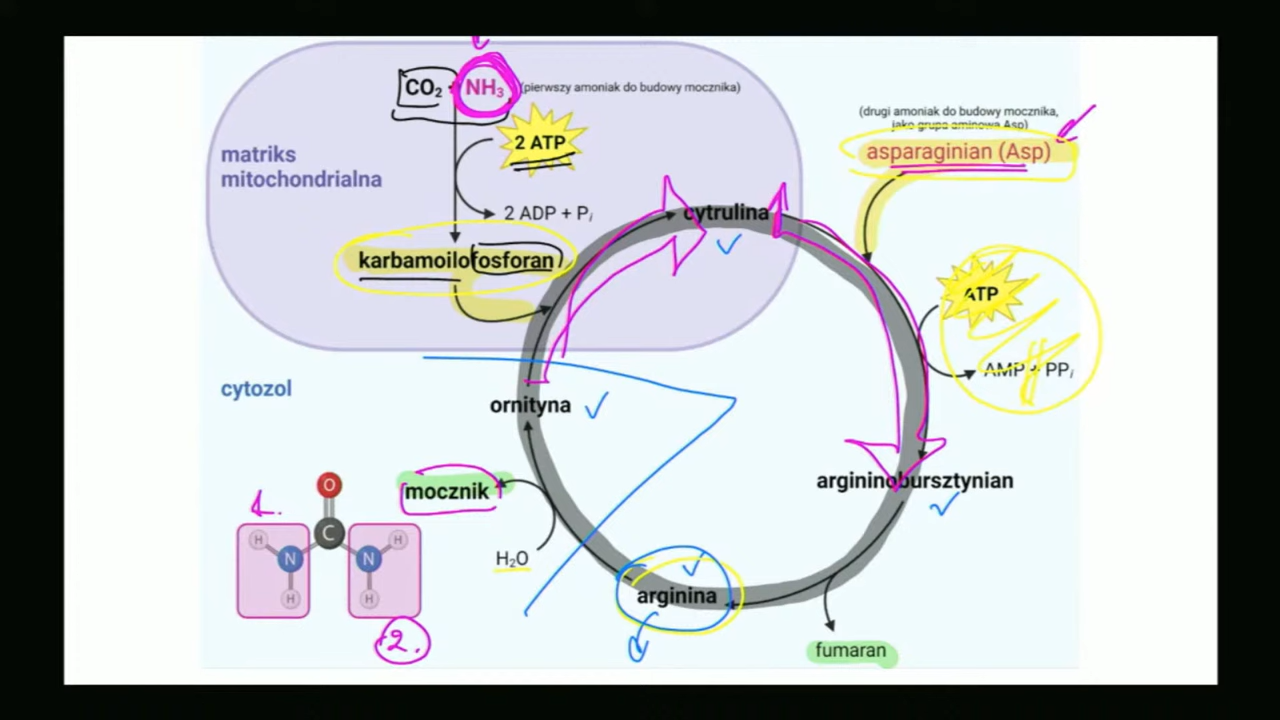 CO₂ + NH₃ (pierwszy amoniak do budowy mocznika)
2 ATP
matriks
mitochondrialna
2 ADP + Pi
karbamoilofosforan
(drugi amoniak do budowy mocznika,
jako grupa aminowa Asp)
asparaginian (Asp)
cytrulina
ATP
AMP + PPi
cytozol
ornityna
mocznik
argininobursztynian
H₂O
arginina
fumaran
1.
O
C
H N N H
H H
2.